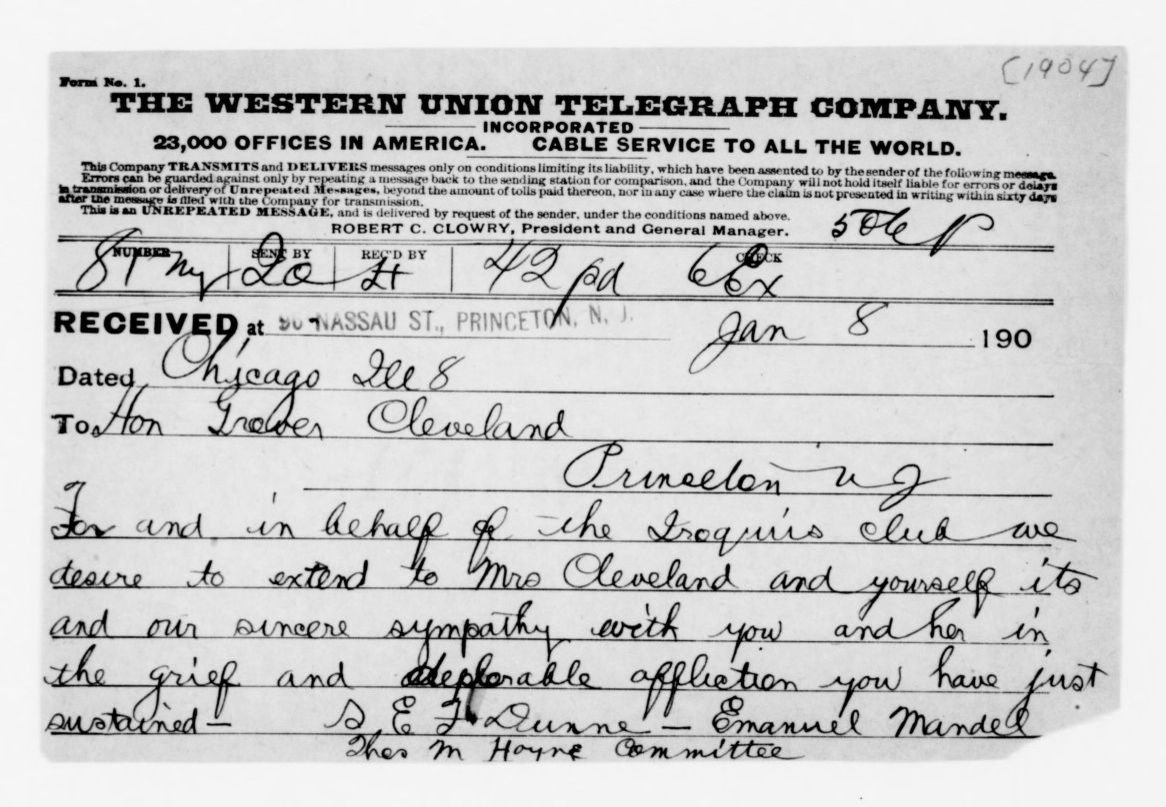 [1904]
Form No. 1.
THE WESTERN UNION TELEGRAPH COMPANY.
INCORPORATED
23,000 OFFICES IN AMERICA. CABLE SERVICE TO ALL THE WORLD.
This Company TRANSMITS and DELIVERS messages only on conditions limiting its liability, which have been assented to by the sender of the following message.
Errors can be guarded against only by repeating a message back to the sending station for comparison, and the Company will not hold itself liable for errors or delays
in transmission or delivery of Unrepeated Messages, beyond the amount of tolls paid thereon, nor in any case where the claim is not presented in writing within sixty days
after the message is filed with the Company for transmission.
This is an UNREPEATED MESSAGE, and is delivered by request of the sender, under the conditions named above.
ROBERT C. CLOWRY, President and General Manager. 506 P
NUMBER SENT BY REC'D BY CHECK
Ny 42 pd
RECEIVED at NASSAU ST., PRINCETON, N. J. Jan 8 190
Dated, Chicago Ill 8
To Hon Grover Cleveland
Princeton N J
For and in behalf of the Iroquis club we
desire to extend to Mrs Cleveland and yourself its
and our sincere sympathy with you and her in
the grief and deplorable affliction you have just
sustained - E F Dunne - Emanuel Mandel
Thos M Hoyne Committee